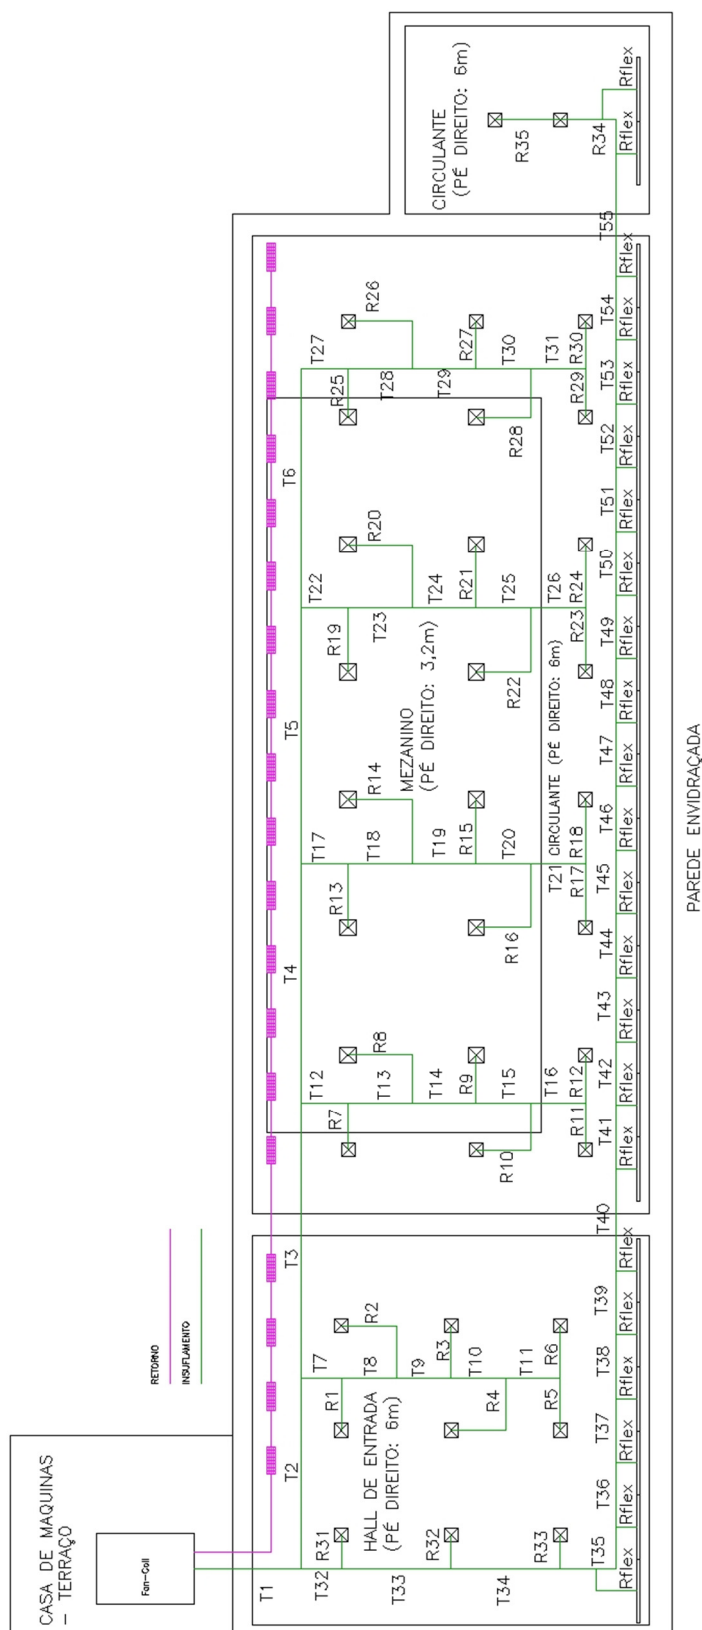 CIRCULANTE
(PÉ DIREITO: 6m)
R35
R34
Rflex
Rflex
Rflex
T55
Rflex
T54
Rflex
T53
Rflex
T52
Rflex
T51
Rflex
T50
Rflex
T49
Rflex
T48
Rflex
T47
Rflex
T46
Rflex
T45
Rflex
T44
Rflex
T43
Rflex
T42
Rflex
T41
Rflex
T40
Rflex
T39
Rflex
T38
Rflex
T37
Rflex
T36
Rflex
T35
Rflex
T27
R26
R25
T28
R27
T29
T30
R28
T31
R30
R29
T6
R20
T22
R19
T23
T24
R21
T25
R22
T26
R24
R23
MEZANINO
(PÉ DIREITO: 3,2m)
CIRCULANTE (PÉ DIREITO: 6m)
T5
R14
T17
R13
T18
T19
R15
T20
R16
T21
R18
R17
T4
R8
T12
R7
T13
T14
R9
T15
R10
T16
R12
R11
PAREDE ENVIDRAÇADA
T3
RETORNO
INSUFLAMENTO
R2
T7
T8
R1
T9
R3
T10
R4
T11
R6
R5
T2
HALL DE ENTRADA
(PÉ DIREITO: 6m)
R31
T32
R32
T33
R33
T34
T1
CASA DE MAQUINAS
– TERRAÇO
Fan-Coil